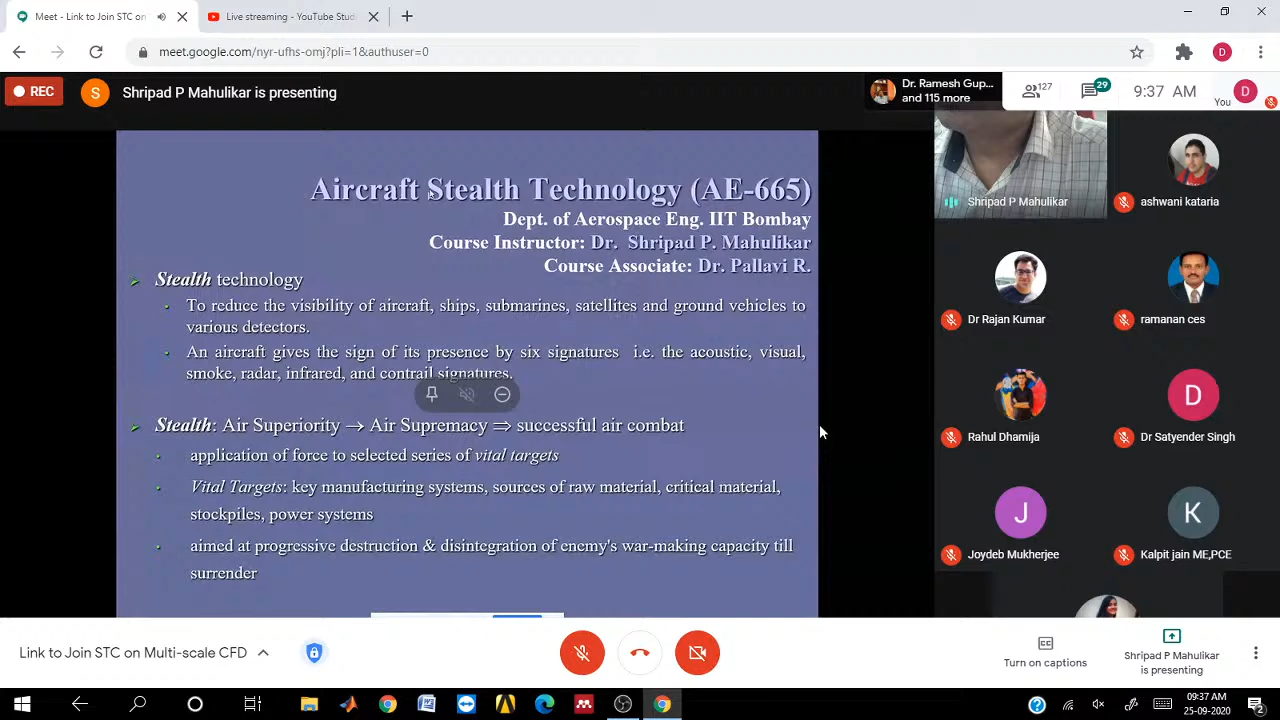 Meet - Link to Join STC on
Live streaming - YouTube Stud
meet.google.com/nyr-ufhs-omj?pli=1&authuser=0
D
REC
S
Shripad P Mahulikar is presenting
Dr. Ramesh Gup...
and 115 more
127
29
9:37 AM
You
D
Aircraft Stealth Technology (AE-665)
Dept. of Aerospace Eng. IIT Bombay
Course Instructor: Dr. Shripad P. Mahulikar
Course Associate: Dr. Pallavi R.
Stealth technology
To reduce the visibility of aircraft, ships, submarines, satellites and ground vehicles to
various detectors.
An aircraft gives the sign of its presence by six signatures i.e. the acoustic, visual,
smoke, radar, infrared, and contrail signatures.
Stealth: Air Superiority → Air Supremacy ⇒ successful air combat
application of force to selected series of vital targets
Vital Targets: key manufacturing systems, sources of raw material, critical material,
stockpiles, power systems
aimed at progressive destruction & disintegration of enemy's war-making capacity till
surrender
Shripad P Mahulikar
ashwani kataria
Dr Rajan Kumar
ramanan ces
Rahul Dhamija
D
Dr Satyender Singh
J
Joydeb Mukherjee
K
Kalpit jain ME,PCE
Link to Join STC on Multi-scale CFD
Turn on captions
Shripad P Mahulikar
is presenting
09:37 AM
25-09-2020
2